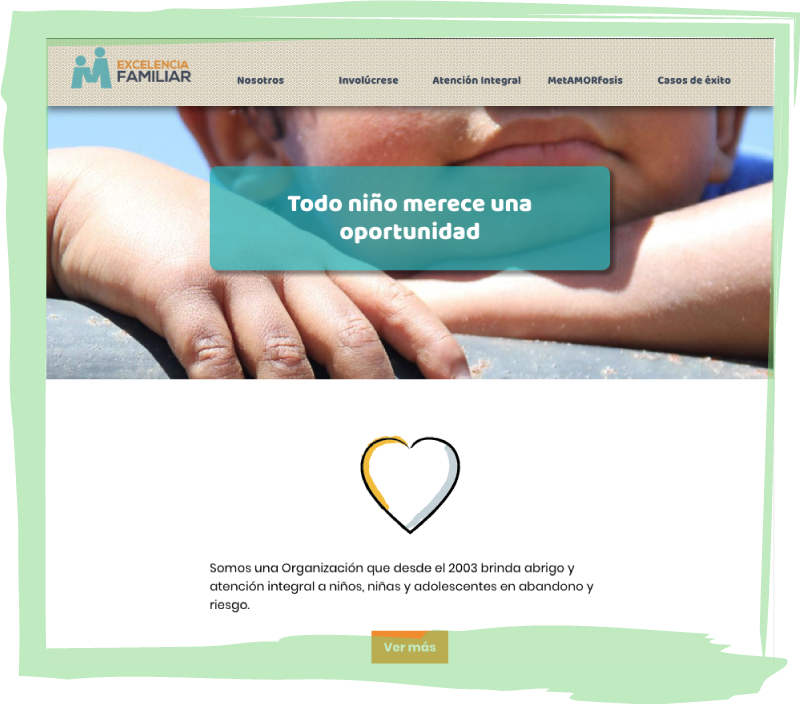 EXCELENCIA
FAMILIAR
Nosotros
Involúcrese
Atención Integral
MetAMORfosis
Casos de éxito
Todo niño merece una
oportunidad
Somos una Organización que desde el 2003 brinda abrigo y
atención integral a niños, niñas y adolescentes en abandono y
riesgo.
Ver más